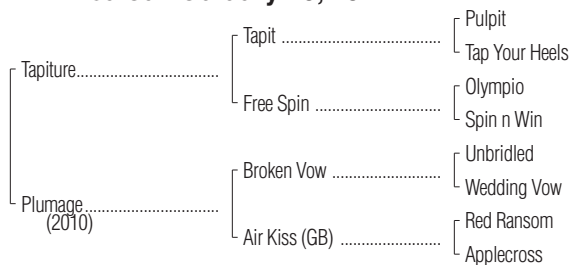 Pulpit
Tapit ........................................
Tap Your Heels
Tapiture....................................
Olympio
Free Spin ................................
Spin n Win
Unbridled
Broken Vow ............................
Wedding Vow
Plumage..................................
(2010)
Red Ransom
Air Kiss (GB) .........................
Applecross